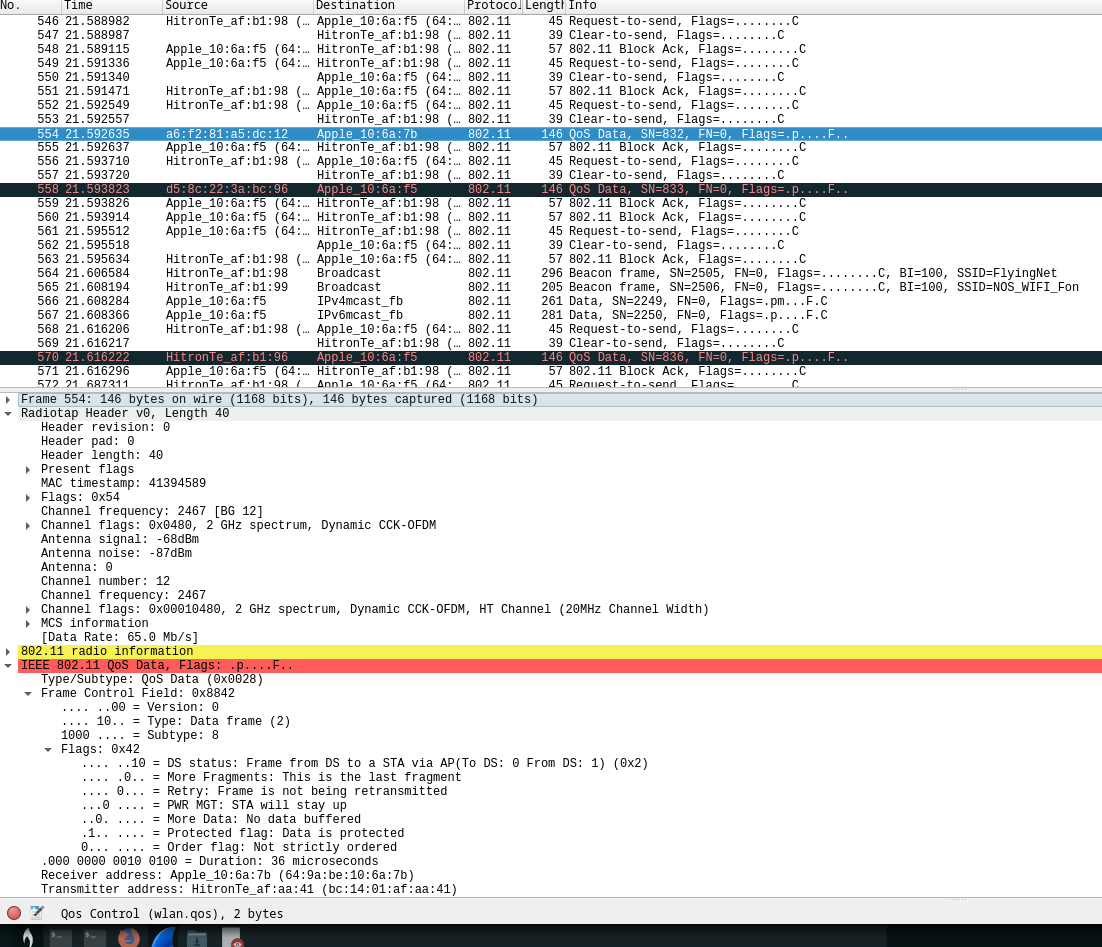 No. Time Source Destination Protocol Length Info
546 21.588982 HitronTe_af:b1:98 (… Apple_10:6a:f5 (64:… 802.11 45 Request-to-send, Flags=........C
547 21.588987 HitronTe_af:b1:98 (… 802.11 39 Clear-to-send, Flags=........C
548 21.589115 Apple_10:6a:f5 (64:… HitronTe_af:b1:98 (… 802.11 57 802.11 Block Ack, Flags=........C
549 21.591336 Apple_10:6a:f5 (64:… HitronTe_af:b1:98 (… 802.11 45 Request-to-send, Flags=........C
550 21.591340 Apple_10:6a:f5 (64:… 802.11 39 Clear-to-send, Flags=........C
551 21.591471 HitronTe_af:b1:98 (… Apple_10:6a:f5 (64:… 802.11 57 802.11 Block Ack, Flags=........C
552 21.592549 HitronTe_af:b1:98 (… Apple_10:6a:f5 (64:… 802.11 45 Request-to-send, Flags=........C
553 21.592557 HitronTe_af:b1:98 (… 802.11 39 Clear-to-send, Flags=........C
554 21.592635 a6:f2:81:a5:dc:12 Apple_10:6a:7b 802.11 146 QoS Data, SN=832, FN=0, Flags=.p....F..
555 21.592637 Apple_10:6a:f5 (64:… HitronTe_af:b1:98 (… 802.11 57 802.11 Block Ack, Flags=........C
556 21.593710 HitronTe_af:b1:98 (… Apple_10:6a:f5 (64:… 802.11 45 Request-to-send, Flags=........C
557 21.593720 HitronTe_af:b1:98 (… 802.11 39 Clear-to-send, Flags=........C
558 21.593823 d5:8c:22:3a:bc:96 Apple_10:6a:f5 802.11 146 QoS Data, SN=833, FN=0, Flags=.p....F..
559 21.593826 Apple_10:6a:f5 (64:… HitronTe_af:b1:98 (… 802.11 57 802.11 Block Ack, Flags=........C
560 21.593914 Apple_10:6a:f5 (64:… HitronTe_af:b1:98 (… 802.11 57 802.11 Block Ack, Flags=........C
561 21.595512 Apple_10:6a:f5 (64:… HitronTe_af:b1:98 (… 802.11 45 Request-to-send, Flags=........C
562 21.595518 Apple_10:6a:f5 (64:… 802.11 39 Clear-to-send, Flags=........C
563 21.595634 HitronTe_af:b1:98 (… Apple_10:6a:f5 (64:… 802.11 57 802.11 Block Ack, Flags=........C
564 21.606584 HitronTe_af:b1:98 Broadcast 802.11 296 Beacon frame, SN=2505, FN=0, Flags=........C, BI=100, SSID=FlyingNet
565 21.608194 HitronTe_af:b1:99 Broadcast 802.11 205 Beacon frame, SN=2506, FN=0, Flags=........C, BI=100, SSID=NOS_WIFI_Fon
566 21.608284 Apple_10:6a:f5 IPv4mcast_fb 802.11 261 Data, SN=2249, FN=0, Flags=.pm...F.C
567 21.608366 Apple_10:6a:f5 IPv6mcast_fb 802.11 281 Data, SN=2250, FN=0, Flags=.p....F.C
568 21.616206 HitronTe_af:b1:98 (… Apple_10:6a:f5 (64:… 802.11 45 Request-to-send, Flags=........C
569 21.616217 HitronTe_af:b1:98 (… 802.11 39 Clear-to-send, Flags=........C
570 21.616222 HitronTe_af:b1:96 Apple_10:6a:f5 802.11 146 QoS Data, SN=836, FN=0, Flags=.p....F..
571 21.616296 Apple_10:6a:f5 (64:… HitronTe_af:b1:98 (… 802.11 57 802.11 Block Ack, Flags=........C
572 21.687311 HitronTe_af:b1:98 (… Apple_10:6a:f5 (64:… 802.11 45 Request-to-send, Flags=........C
Frame 554: 146 bytes on wire (1168 bits), 146 bytes captured (1168 bits)
Radiotap Header v0, Length 40
Header revision: 0
Header pad: 0
Header length: 40
Present flags
MAC timestamp: 41394589
Flags: 0x54
Channel frequency: 2467 [BG 12]
Channel flags: 0x0480, 2 GHz spectrum, Dynamic CCK-OFDM
Antenna signal: -68dBm
Antenna noise: -87dBm
Antenna: 0
Channel number: 12
Channel frequency: 2467
Channel flags: 0x00010480, 2 GHz spectrum, Dynamic CCK-OFDM, HT Channel (20MHz Channel Width)
MCS information
[Data Rate: 65.0 Mb/s]
802.11 radio information
IEEE 802.11 QoS Data, Flags: .p....F..
Type/Subtype: QoS Data (0x0028)
Frame Control Field: 0x8842
.... ..00 = Version: 0
.... 10.. = Type: Data frame (2)
1000 .... = Subtype: 8
Flags: 0x42
.... ..10 = DS status: Frame from DS to a STA via AP(To DS: 0 From DS: 1) (0x2)
.... .0.. = More Fragments: This is the last fragment
.... 0... = Retry: Frame is not being retransmitted
...0 .... = PWR MGT: STA will stay up
..0. .... = More Data: No data buffered
.1.. .... = Protected flag: Data is protected
0... .... = Order flag: Not strictly ordered
.000 0000 0010 0100 = Duration: 36 microseconds
Receiver address: Apple_10:6a:7b (64:9a:be:10:6a:7b)
Transmitter address: HitronTe_af:aa:41 (bc:14:01:af:aa:41)
Qos Control (wlan.qos), 2 bytes